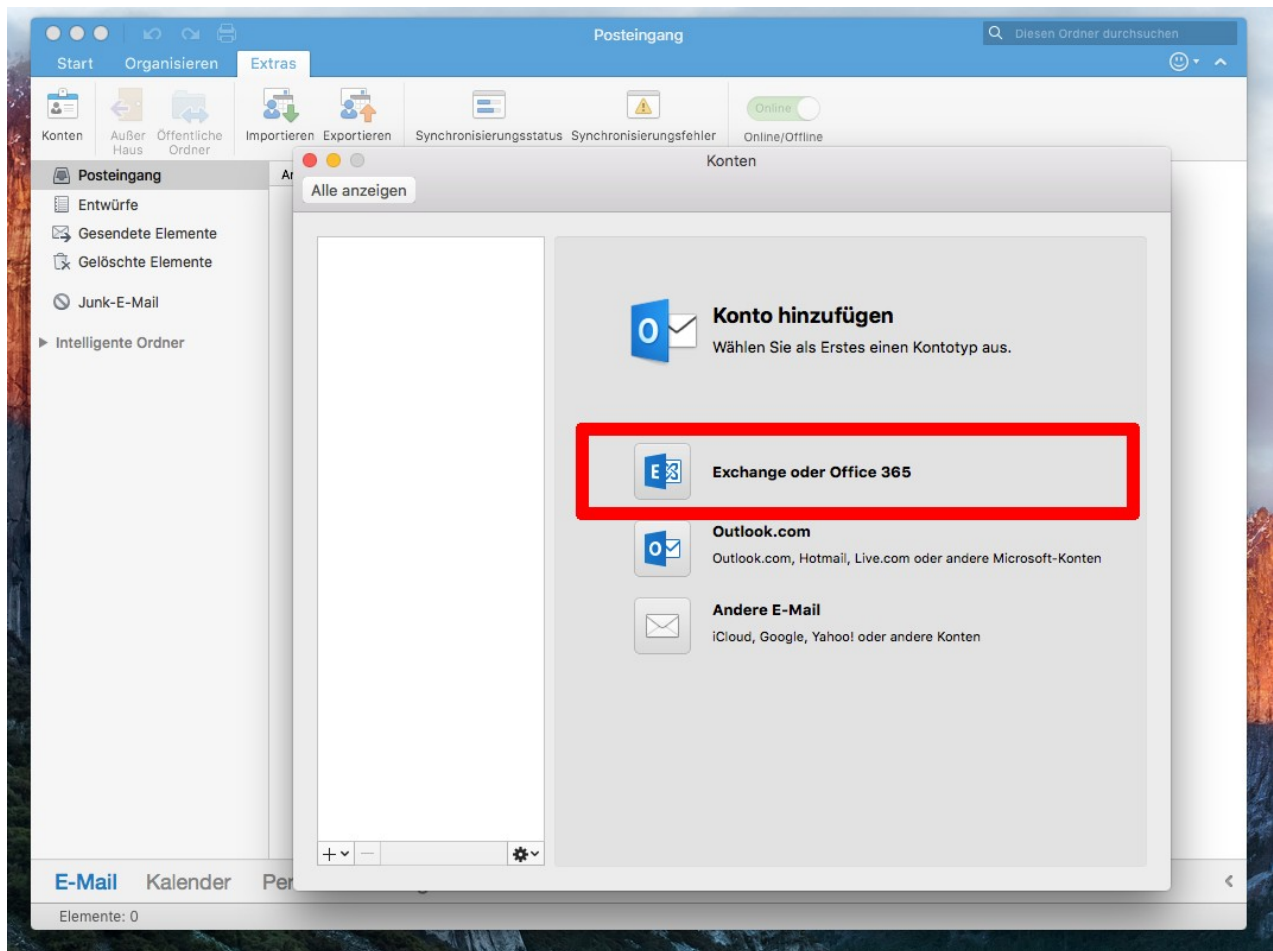 Posteingang
Diesen Ordner durchsuchen
Start Organisieren Extras
Konten
Außer Haus
Öffentliche Ordner
Importieren
Exportieren
Synchronisierungsstatus
Synchronisierungsfehler
Online
Online/Offline
Posteingang
Entwürfe
Gesendete Elemente
Gelöschte Elemente
Junk-E-Mail
Intelligente Ordner
Konten
Alle anzeigen
Konto hinzufügen
Wählen Sie als Erstes einen Kontotyp aus.
Exchange oder Office 365
Outlook.com
Outlook.com, Hotmail, Live.com oder andere Microsoft-Konten
Andere E-Mail
iCloud, Google, Yahoo! oder andere Konten
E-Mail Kalender
Elemente: 0